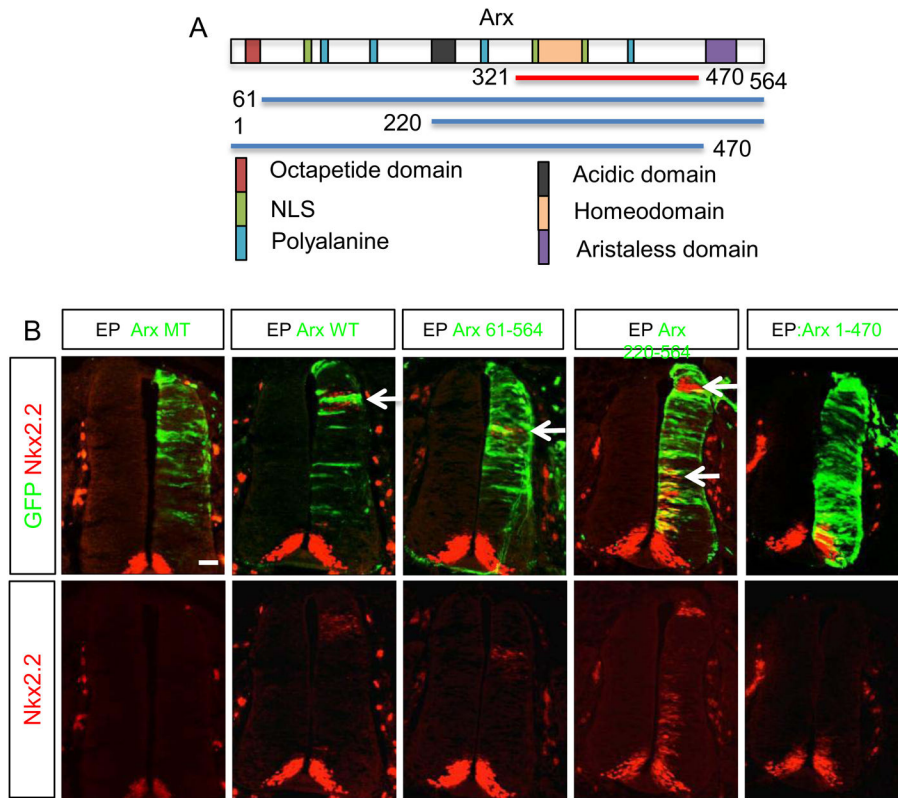 A
Arx
321
470
564
61
1
220
470
Octapetide domain
NLS
Polyalanine
Acidic domain
Homeodomain
Aristaless domain
B
EP Arx MT
EP Arx WT
EP Arx 61-564
EP Arx
220-564
EP:Arx 1-470
GFP Nkx2.2
Nkx2.2